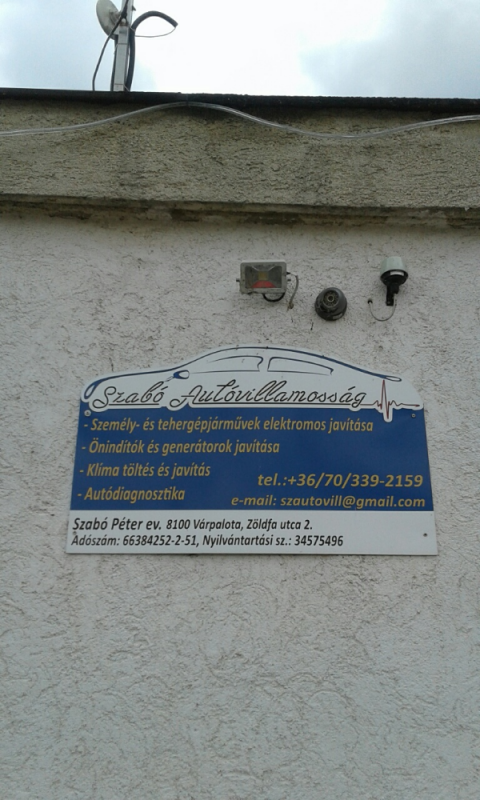 Szabó Autóvillamosság
- Személy- és tehergépjárművek elektromos javítása
- Önindítók és generátorok javítása
- Klíma töltés és javítás
- Autódiagnosztika
tel.:+36/70/339-2159
e-mail: szautovill@gmail.com
Szabó Péter ev. 8100 Várpalota, Zöldfa utca 2.
Adószám: 66384252-2-51, Nyilvántartási sz.: 34575496